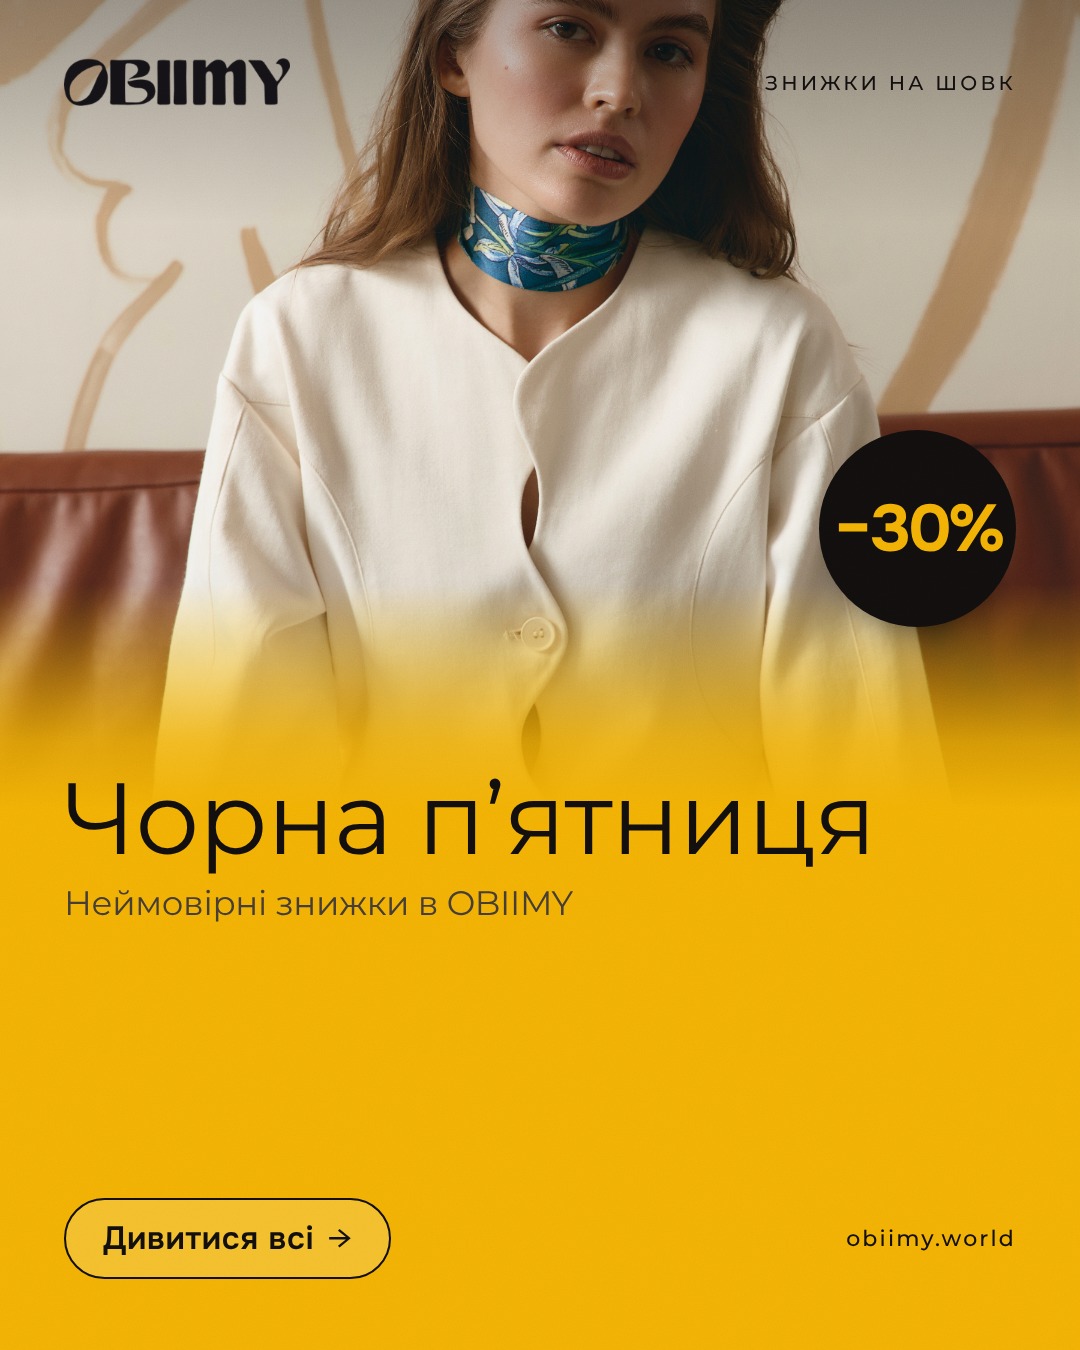 OBIIMY
ЗНИЖКИ НА ШОВК
-30%
Чорна п’ятниця
Неймовірні знижки в OBIIMY
Дивитися всі →
obiimy.world